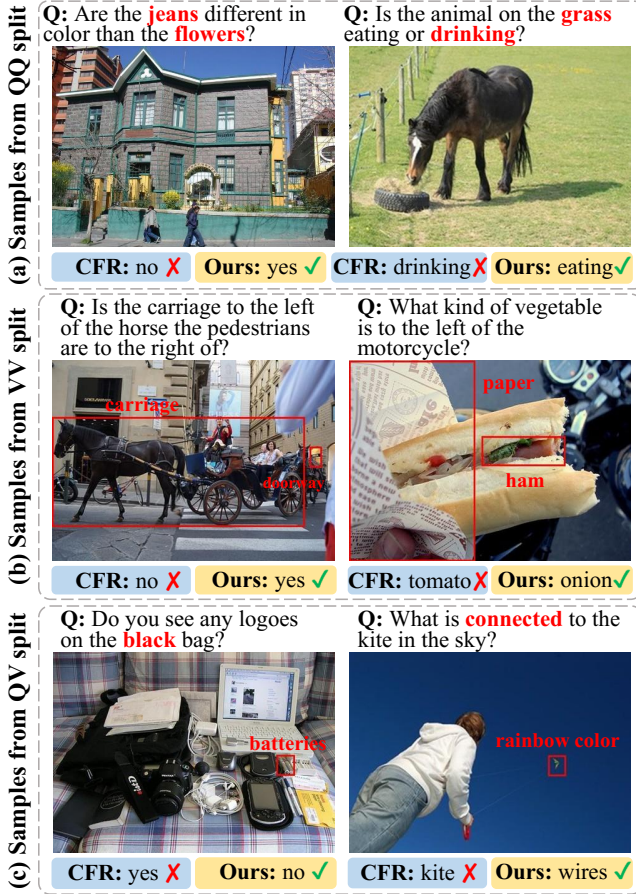 (a) Samples from QQ split
Q: Are the jeans different in
color than the flowers?
CFR: no ✗
Ours: yes ✓
Q: Is the animal on the grass
eating or drinking?
CFR: drinking ✗
Ours: eating ✓
(b) Samples from VV split
Q: Is the carriage to the left
of the horse the pedestrians
are to the right of?
carriage
doorway
CFR: no ✗
Ours: yes ✓
Q: What kind of vegetable
is to the left of the
motorcycle?
paper
ham
CFR: tomato ✗
Ours: onion ✓
(c) Samples from QV split
Q: Do you see any logoes
on the black bag?
batteries
CFR: yes ✗
Ours: no ✓
Q: What is connected to the
kite in the sky?
rainbow color
CFR: kite ✗
Ours: wires ✓